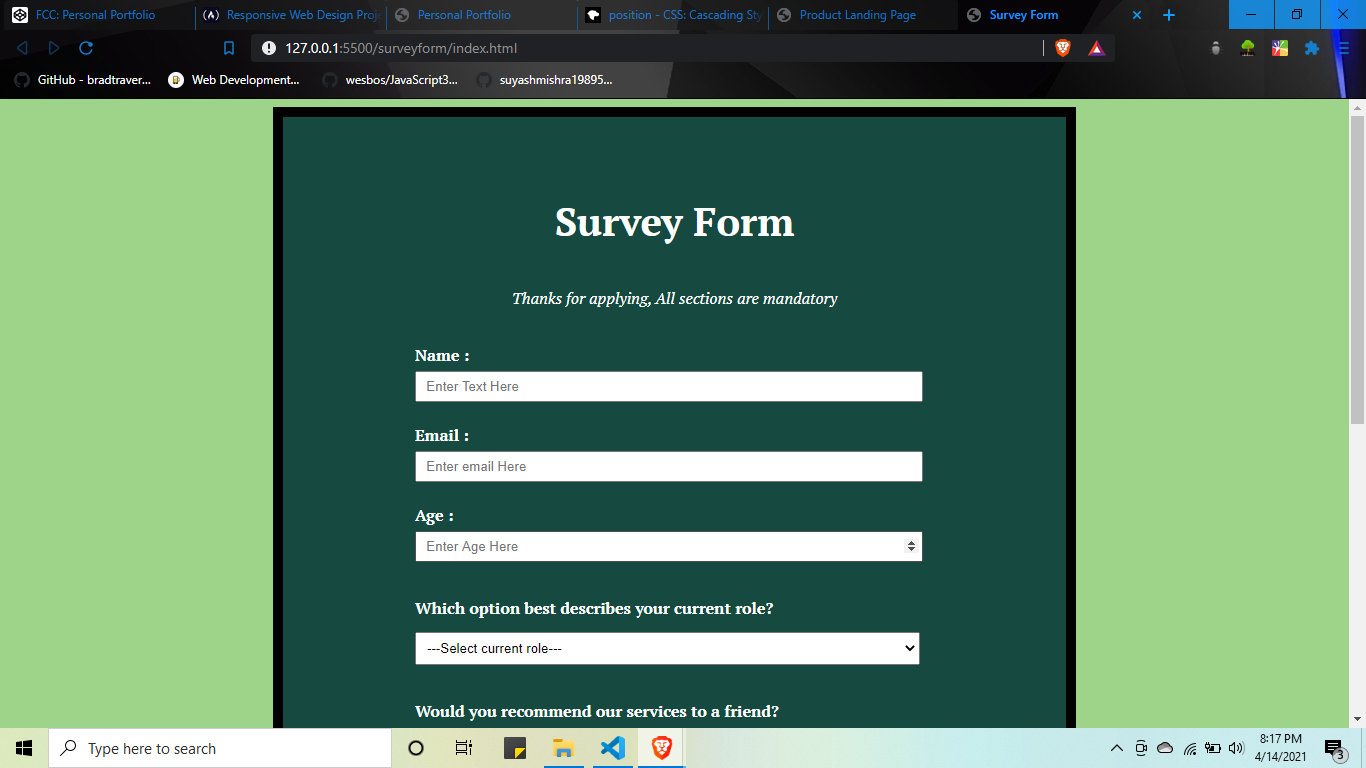 FCC: Personal Portfolio
Responsive Web Design Proje
Personal Portfolio
position - CSS: Cascading Sty
Product Landing Page
Survey Form
127.0.0.1:5500/surveyform/index.html
GitHub - bradtraver...
Web Development...
wesbos/JavaScript3...
suyashmishra19895...
Survey Form
Thanks for applying, All sections are mandatory
Name :
Enter Text Here
Email :
Enter email Here
Age :
Enter Age Here
Which option best describes your current role?
---Select current role---
Would you recommend our services to a friend?
Type here to search
8:17 PM
4/14/2021
3